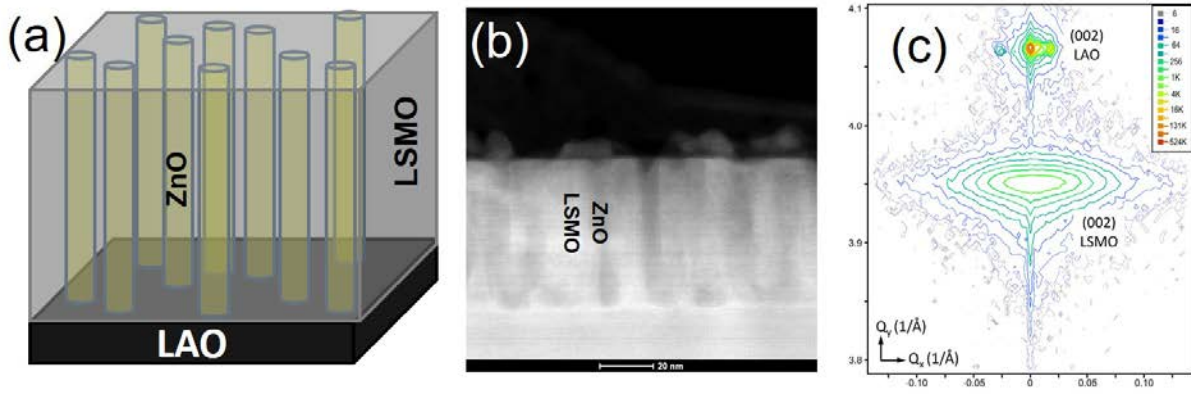 (a)
ZnO
LSMO
LAO
(b)
LSMO
ZnO
20 nm
(c)
4.1
4.0
3.9
3.8
(002)
LAO
(002)
LSMO
6
16
64
256
1K
4K
16K
131K
524K
Qy (1/Å)
Qx (1/Å)
-0.10
-0.05
0
0.05
0.10